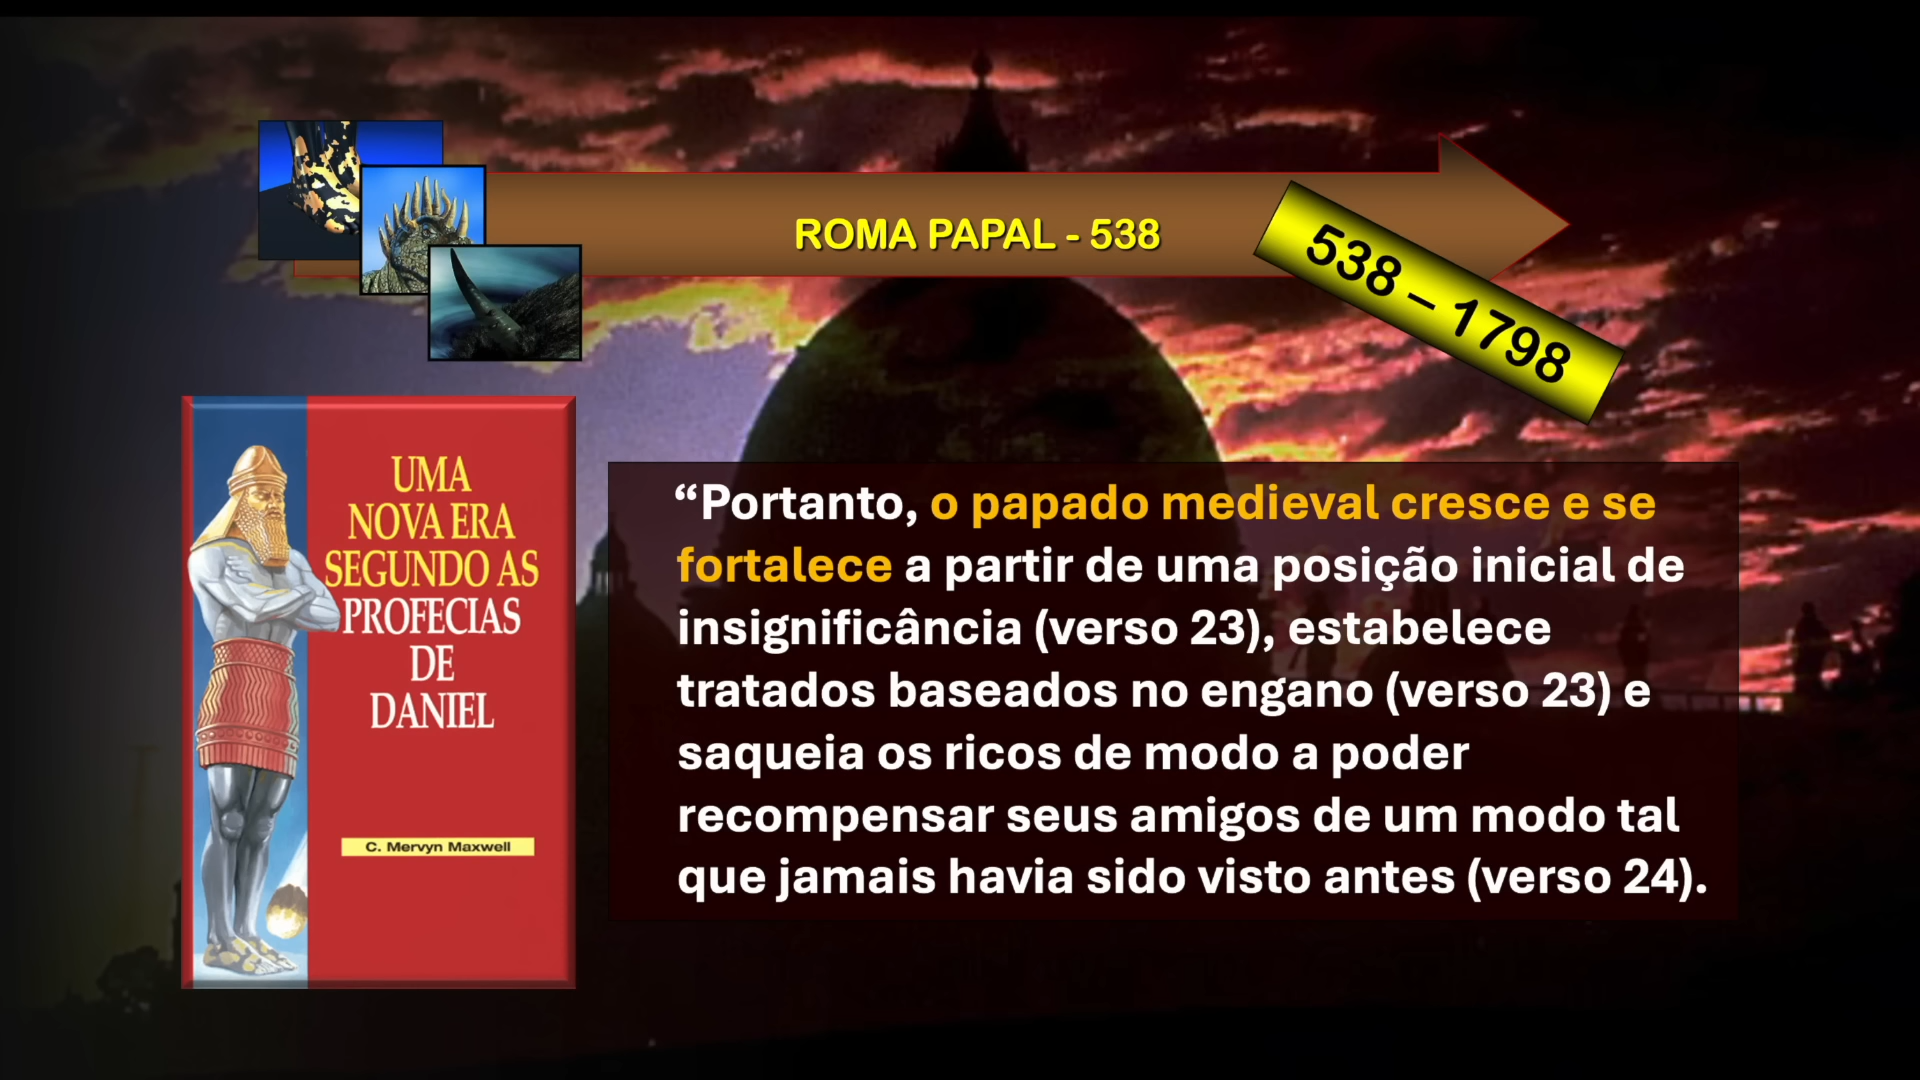 ROMA PAPAL - 538
538 – 1798
UMA
NOVA ERA
SEGUNDO AS
PROFECIAS
DE
DANIEL
C. Mervyn Maxwell
“Portanto, o papado medieval cresce e se
fortalece a partir de uma posição inicial de
insignificância (verso 23), estabelece
tratados baseados no engano (verso 23) e
saqueia os ricos de modo a poder
recompensar seus amigos de um modo tal
que jamais havia sido visto antes (verso 24).